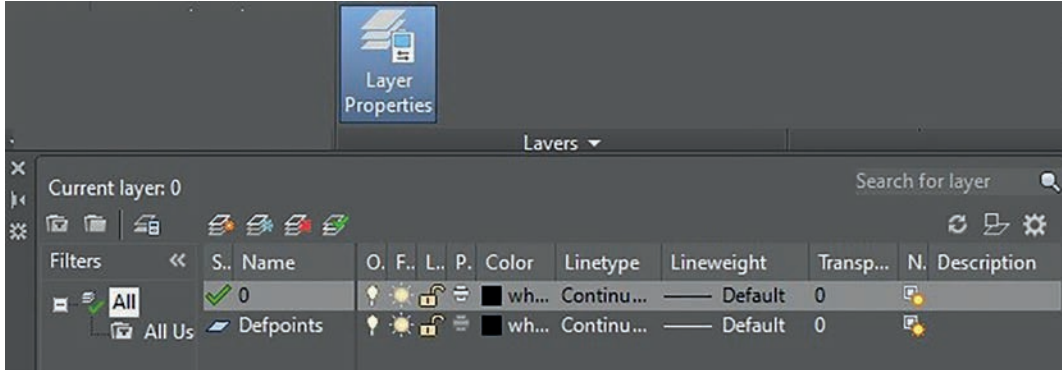 Layer
Properties
Layers
Current layer: 0
Search for layer
Filters S.. Name O. F.. L.. P. Color Linetype Lineweight Transp... N. Description
All 0 wh... Continu... Default 0
All Us Defpoints wh... Continu... Default 0